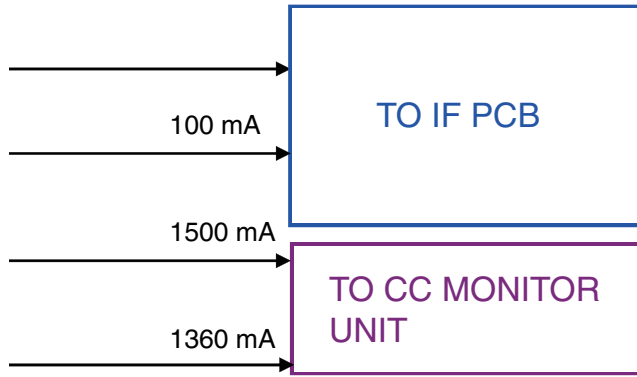 100 mA
TO IF PCB
1500 mA
TO CC MONITOR
UNIT
1360 mA